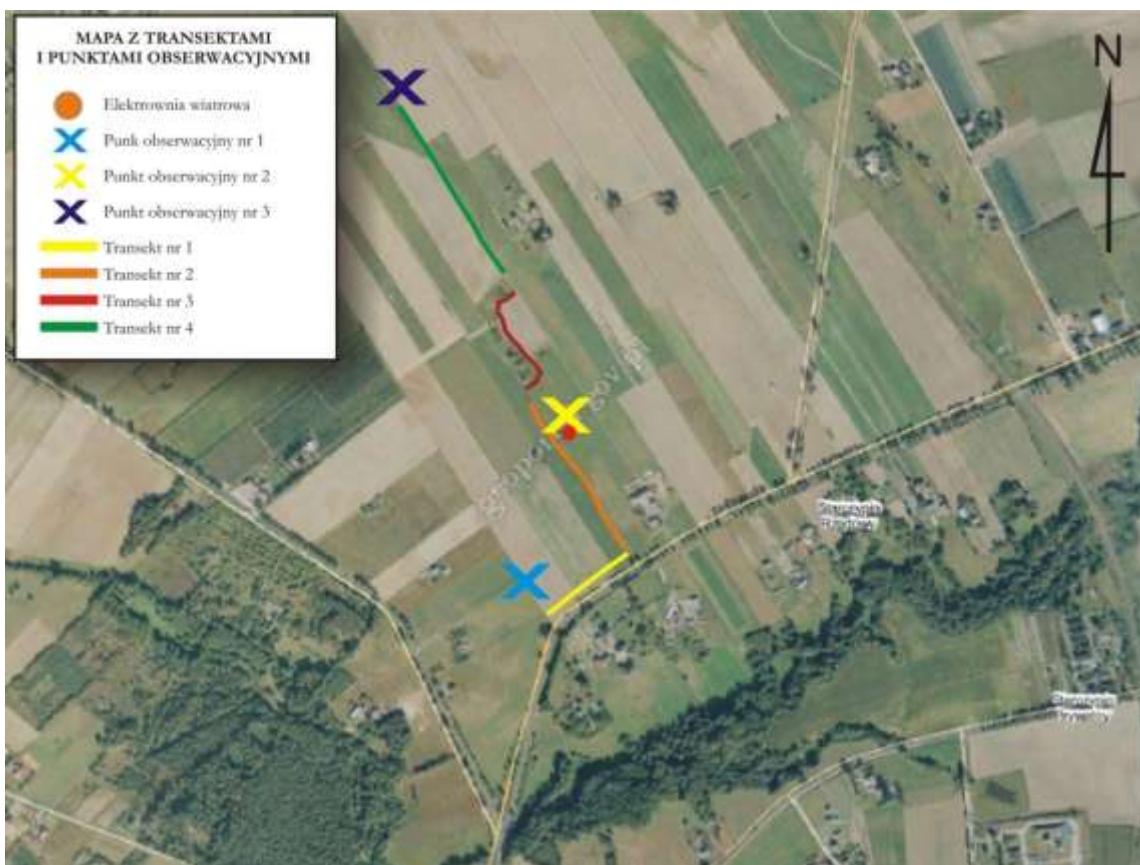 MAPA Z TRANSEKTAMI
I PUNKTAMI OBSERWACYJNYMI
Elektrownia wiatrowa
Punk obserwacyjny nr 1
Punkt obserwacyjny nr 2
Punkt obserwacyjny nr 3
Transekt nr 1
Transekt nr 2
Transekt nr 3
Transekt nr 4
N